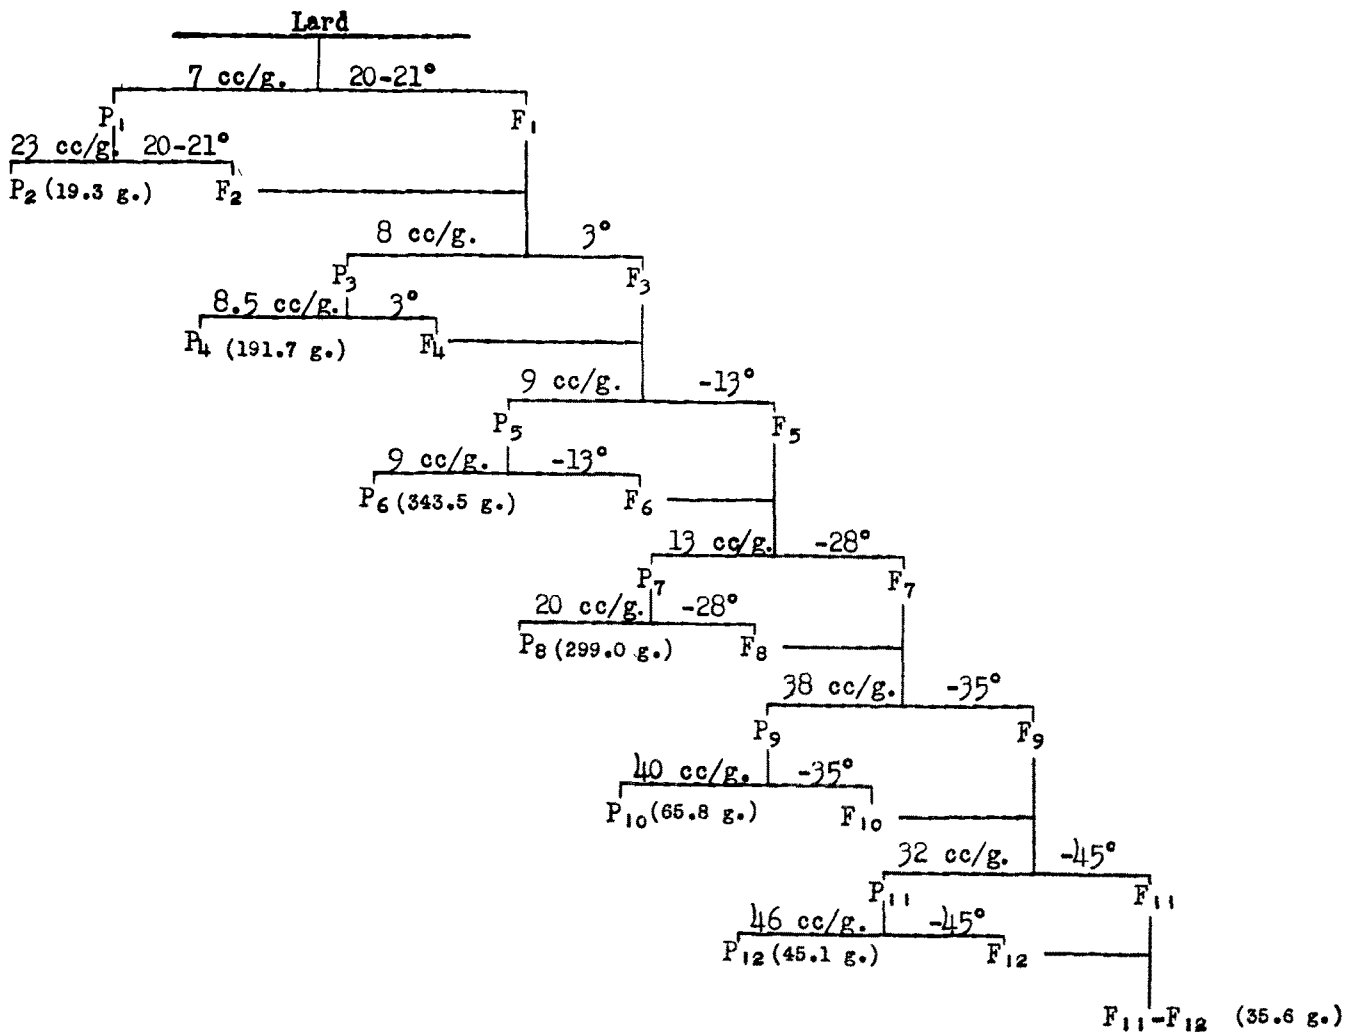 Lard
7 cc/g. 20-21°
P₁ F₁
23 cc/g. 20-21°
P₂ (19.3 g.) F₂
8 cc/g. 3°
P₃ F₃
8.5 cc/g. 3°
P₄ (191.7 g.) F₄
9 cc/g. -13°
P₅ F₅
9 cc/g. -13°
P₆ (343.5 g.) F₆
13 cc/g. -28°
P₇ F₇
20 cc/g. -28°
P₈ (299.0 g.) F₈
38 cc/g. -35°
P₉ F₉
40 cc/g. -35°
P₁₀ (65.8 g.) F₁₀
32 cc/g. -45°
P₁₁ F₁₁
46 cc/g. -45°
P₁₂ (45.1 g.) F₁₂
F₁₁-F₁₂ (35.6 g.)